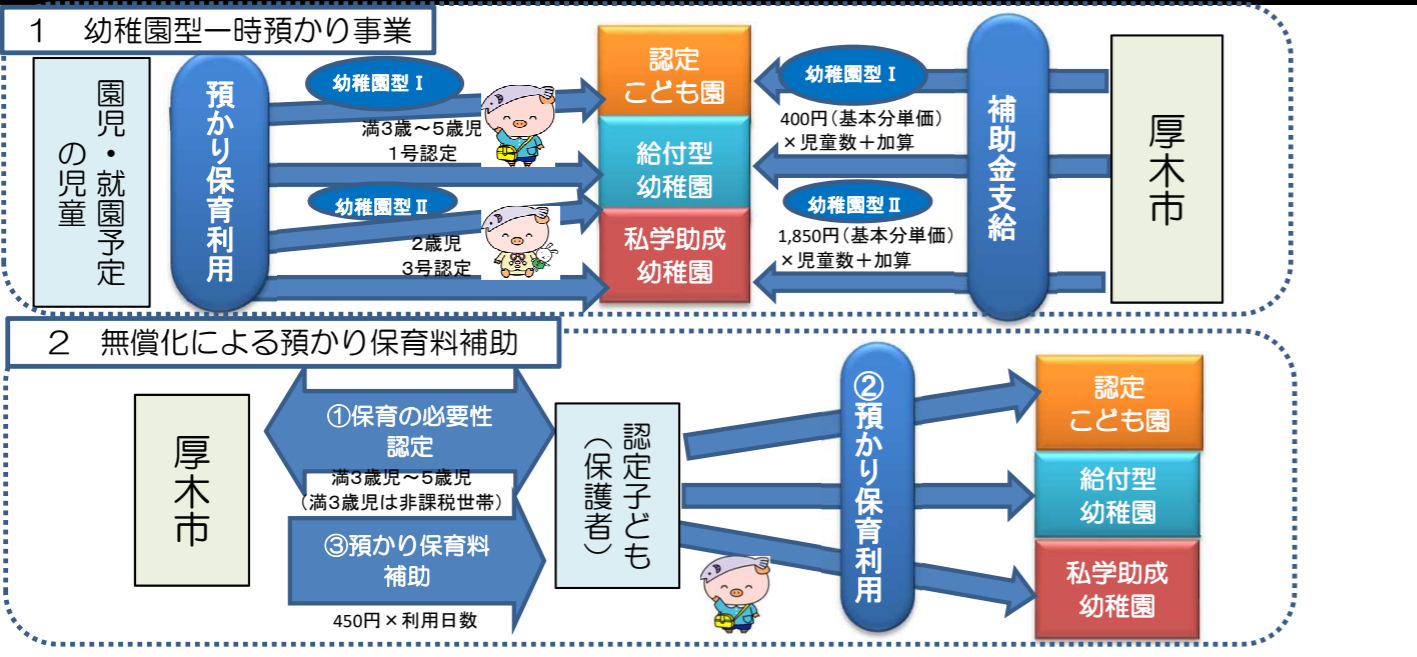 1 幼稚園型一時預かり事業
園児・就園予定
の児童
預かり保育利用
幼稚園型Ⅰ
満3歳~5歳児
1号認定
幼稚園型Ⅱ
2歳児
3号認定
認定
こども園
給付型
幼稚園
私学助成
幼稚園
幼稚園型Ⅰ
400円(基本分単価)
×児童数+加算
幼稚園型Ⅱ
1,850円(基本分単価)
×児童数+加算
補助金支給
厚木市
2 無償化による預かり保育料補助
厚木市
①保育の必要性
認定
満3歳児~5歳児
(満3歳児は非課税世帯)
③預かり保育料
補助
450円×利用日数
認定子ども
(保護者)
②預かり保育利用
認定
こども園
給付型
幼稚園
私学助成
幼稚園